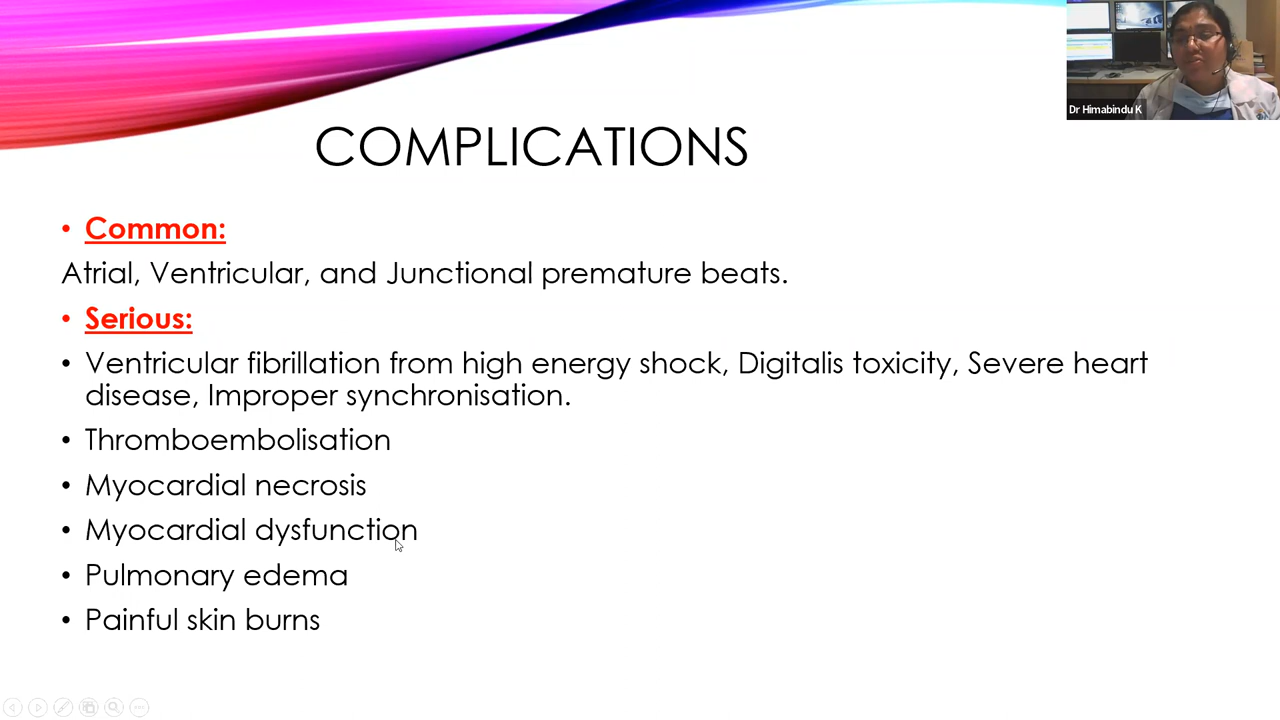 Dr Himabindu K
COMPLICATIONS
• Common:
Atrial, Ventricular, and Junctional premature beats.
• Serious:
• Ventricular fibrillation from high energy shock, Digitalis toxicity, Severe heart
disease, Improper synchronisation.
• Thromboembolisation
• Myocardial necrosis
• Myocardial dysfunction
• Pulmonary edema
• Painful skin burns